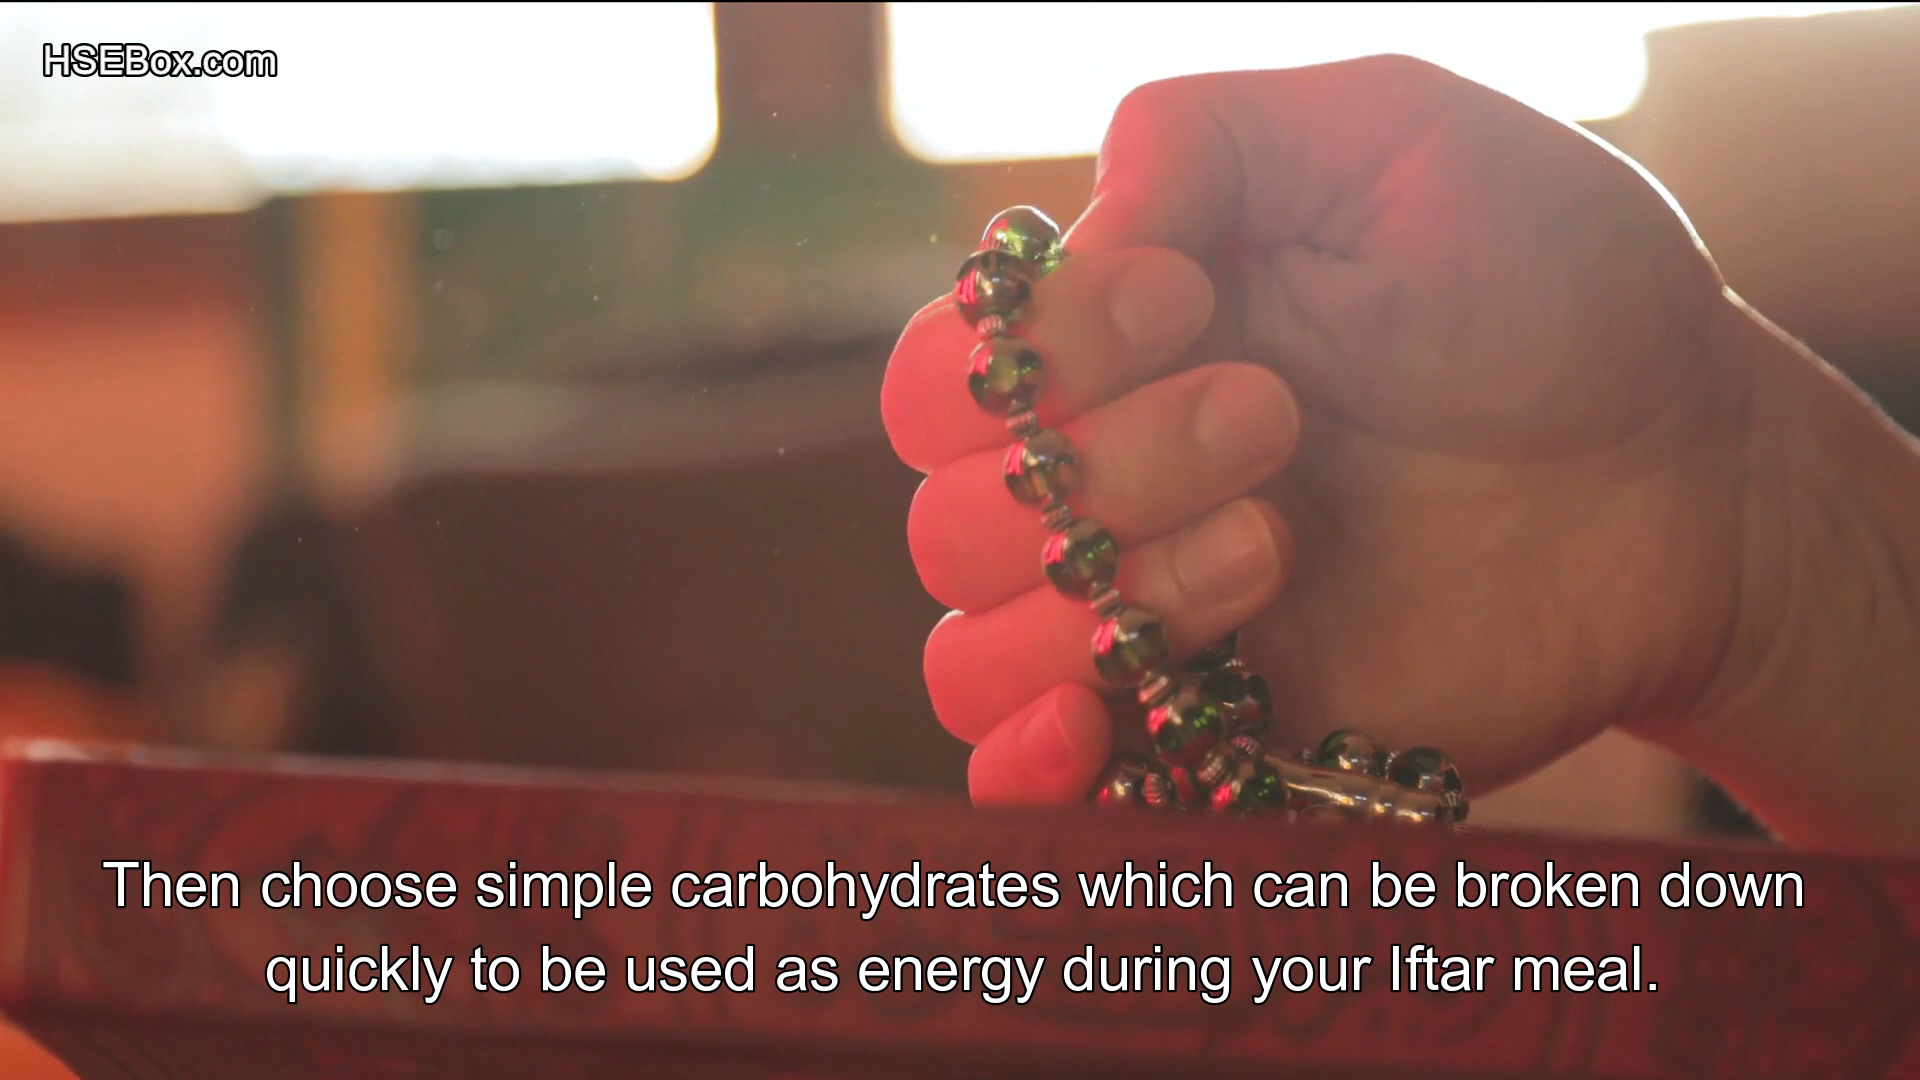 HSEBox.com
Then choose simple carbohydrates which can be broken down
quickly to be used as energy during your Iftar meal.